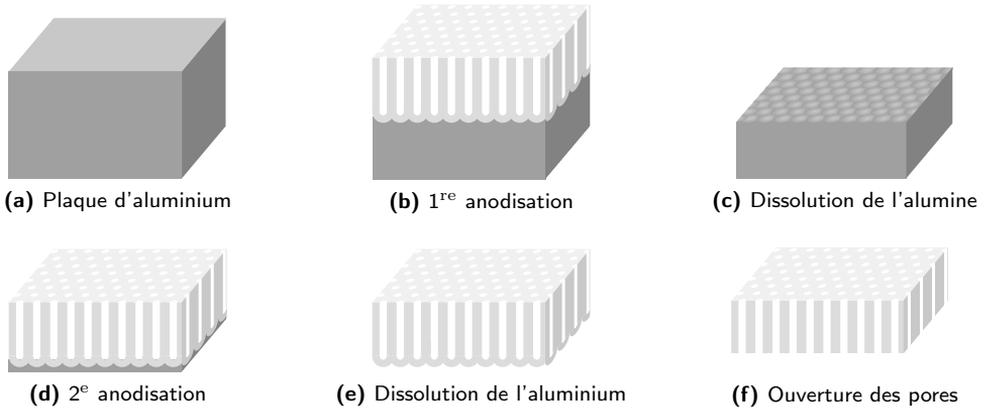 (a) Plaque d'aluminium
(b) 1re anodisation
(c) Dissolution de l'alumine
(d) 2e anodisation
(e) Dissolution de l'aluminium
(f) Ouverture des pores